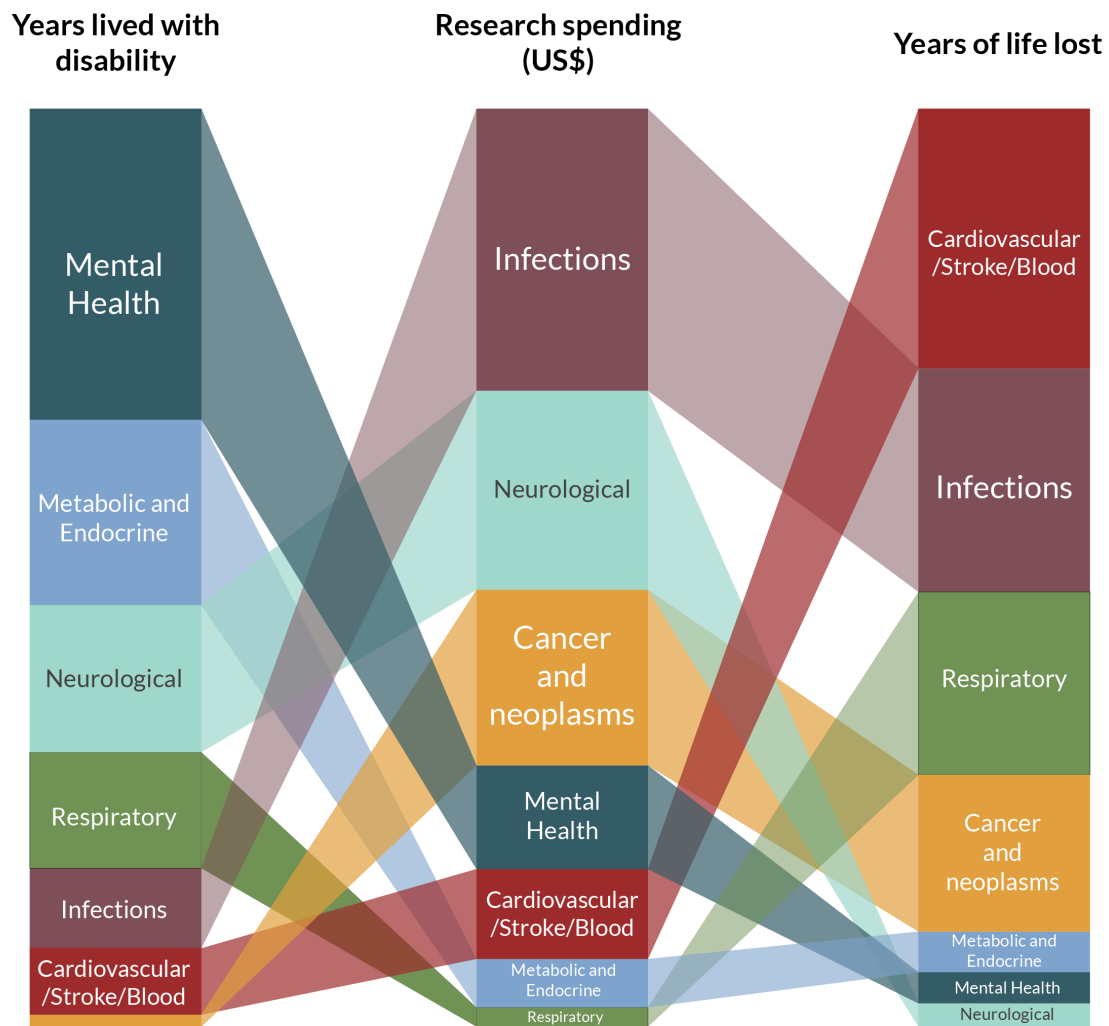 Years lived with
disability
Research spending
(US$)
Years of life lost
Mental
Health
Metabolic and
Endocrine
Neurological
Respiratory
Infections
Cardiovascular
/Stroke/Blood
Infections
Neurological
Cancer
and
neoplasms
Mental
Health
Cardiovascular
/Stroke/Blood
Metabolic and
Endocrine
Respiratory
Cardiovascular
/Stroke/Blood
Infections
Respiratory
Cancer
and
neoplasms
Metabolic and
Endocrine
Mental Health
Neurological